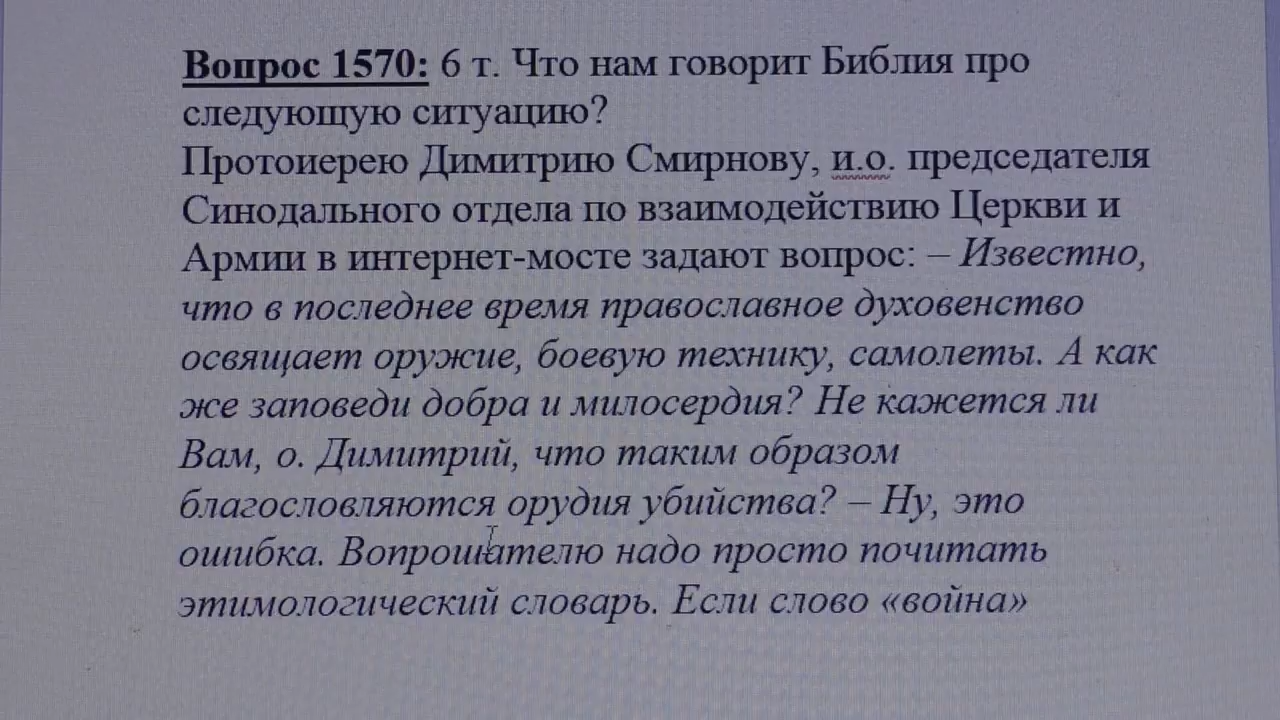 Вопрос 1570: 6 т. Что нам говорит Библия про
следующую ситуацию?
Протоиерею Димитрию Смирнову, и.о. председателя
Синодального отдела по взаимодействию Церкви и
Армии в интернет-мосте задают вопрос: – Известно,
что в последнее время православное духовенство
освящает оружие, боевую технику, самолеты. А как
же заповеди добра и милосердия? Не кажется ли
Вам, о. Димитрий, что таким образом
благословляются орудия убийства? – Ну, это
ошибка. Вопрошателю надо просто почитать
этимологический словарь. Если слово «война»